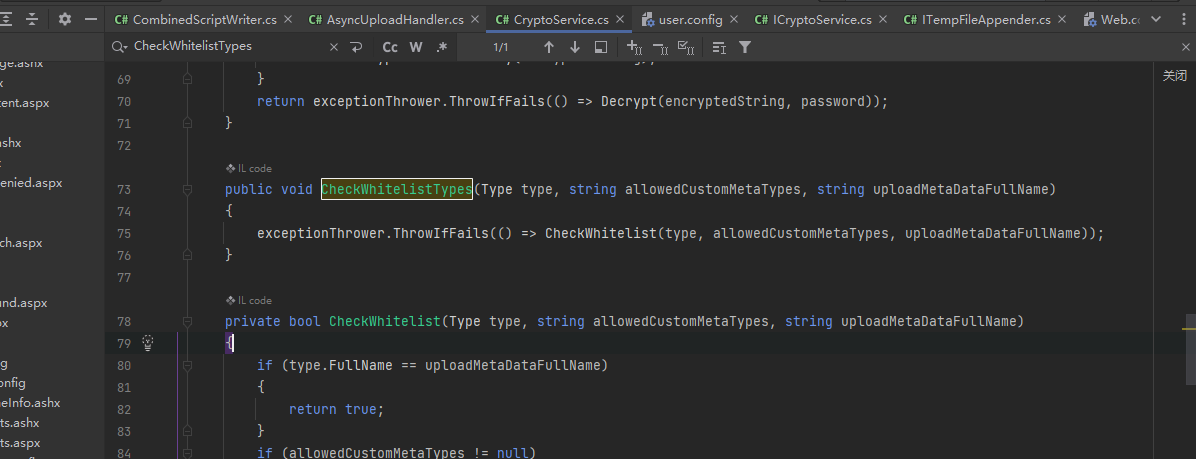 CombinedScriptWriter.cs
AsyncUploadHandler.cs
CryptoService.cs
user.config
ICryptoService.cs
ITempFileAppender.cs
Web.c
CheckWhitelistTypes
Cc
W
.*
1/1
关闭
ge.ashx
x
tent.aspx
ashx
enied.aspx
ch.aspx
und.aspx
px
g
onfig
neInfo.ashx
ts.ashx
ts.aspx
69 }
70 return exceptionThrower.ThrowIfFails(() => Decrypt(encryptedString, password));
71 }
72
IL code
73 public void CheckWhitelistTypes(Type type, string allowedCustomMetaTypes, string uploadMetaDataFullName)
74 {
75 exceptionThrower.ThrowIfFails(() => CheckWhitelist(type, allowedCustomMetaTypes, uploadMetaDataFullName));
76 }
77
IL code
78 private bool CheckWhitelist(Type type, string allowedCustomMetaTypes, string uploadMetaDataFullName)
79 {
80 if (type.FullName == uploadMetaDataFullName)
81 {
82 return true;
83 }
84 if (allowedCustomMetaTypes != null)